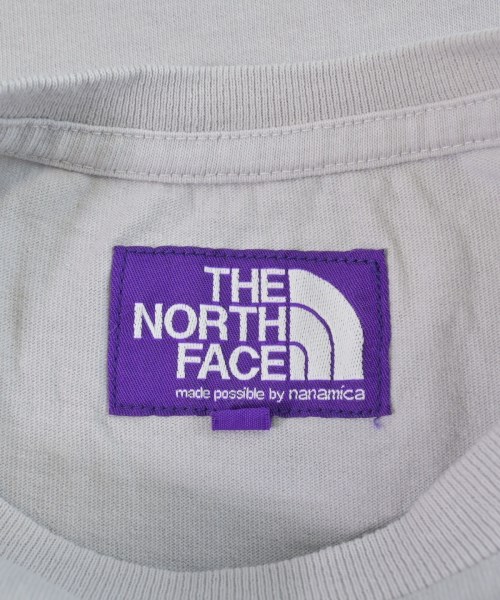 THE
NORTH
FACE
made possible by nanamica